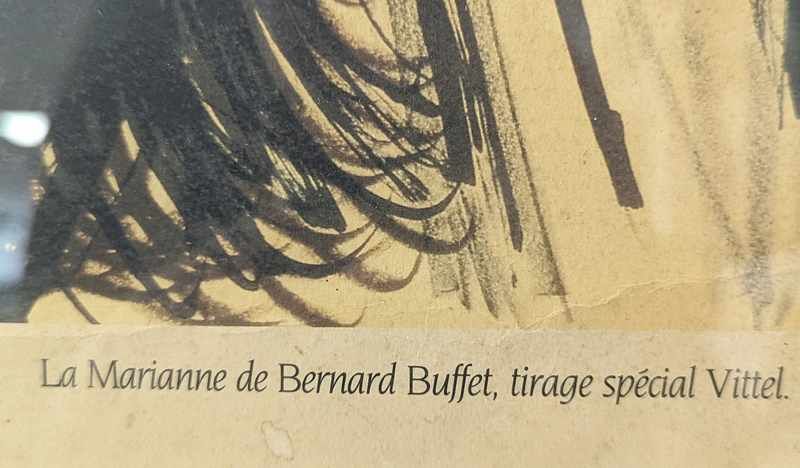 La Marianne de Bernard Buffet, tirage spécial Vittel.